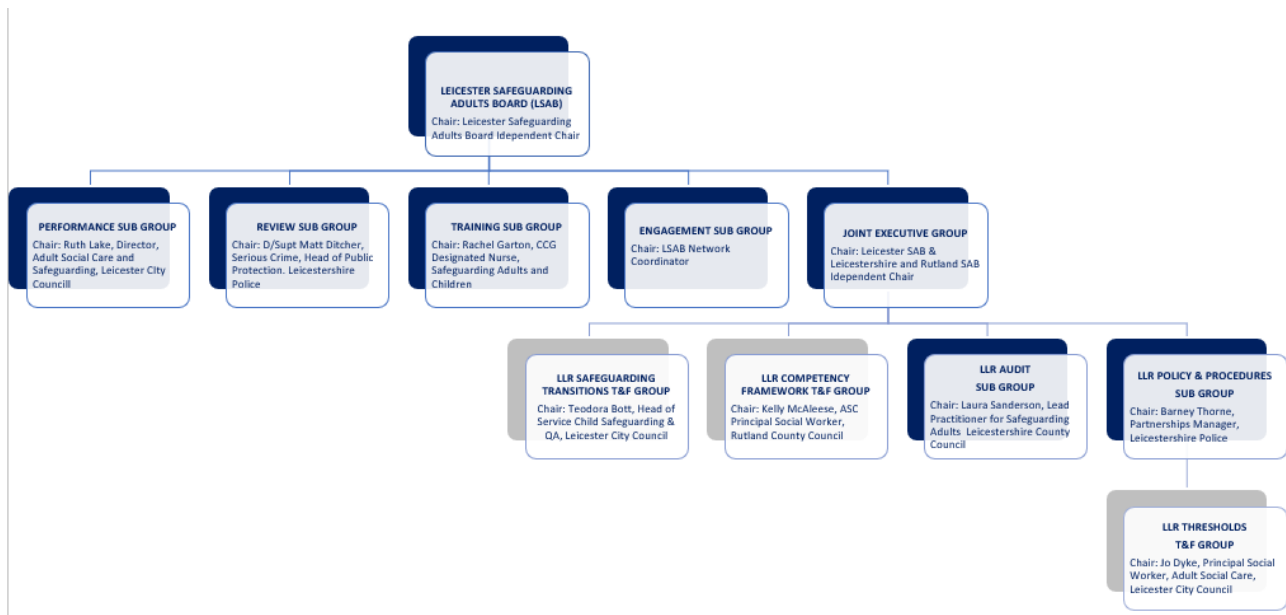 LEICESTER SAFEGUARDING
ADULTS BOARD (LSAB)
Chair: Leicester Safeguarding
Adults Board Idependent Chair
PERFORMANCE SUB GROUP
Chair: Ruth Lake, Director,
Adult Social Care and
Safeguarding, Leicester CIty
Councill
REVIEW SUB GROUP
Chair: D/Supt Matt Ditcher,
Serious Crime, Head of Public
Protection. Leicestershire
Police
TRAINING SUB GROUP
Chair: Rachel Garton, CCG
Designated Nurse,
Safeguarding Adults and
Children
ENGAGEMENT SUB GROUP
Chair: LSAB Network
Coordinator
JOINT EXECUTIVE GROUP
Chair: Leicester SAB &
Leicestershire and Rutland SAB
Idependent Chair
LLR SAFEGUARDING
TRANSITIONS T&F GROUP
Chair: Teodora Bott, Head of
Service Child Safeguarding &
QA, Leicester City Council
LLR COMPETENCY
FRAMEWORK T&F GROUP
Chair: Kelly McAleese, ASC
Principal Social Worker,
Rutland County Council
LLR AUDIT
SUB GROUP
Chair: Laura Sanderson, Lead
Practitioner for Safeguarding
Adults  Leicestershire County
Council
LLR POLICY & PROCEDURES
SUB GROUP
Chair: Barney Thorne,
Partnerships Manager,
Leicestershire Police
LLR THRESHOLDS
T&F GROUP
Chair: Jo Dyke, Principal Social
Worker, Adult Social Care,
Leicester City Council